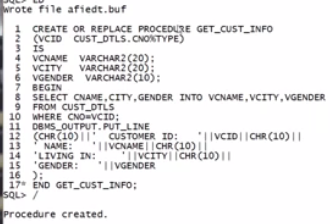 SQL> ED
Wrote file afiedt.buf
1 CREATE OR REPLACE PROCEDURE GET_CUST_INFO
2 (VCID CUST_DTLS.CNO%TYPE)
3 IS
4 VCNAME VARCHAR2(20);
5 VCITY VARCHAR2(20);
6 VGENDER VARCHAR2(10);
7 BEGIN
8 SELECT CNAME,CITY,GENDER INTO VCNAME,VCITY,VGENDER
9 FROM CUST_DTLS
10 WHERE CNO=VCID;
11 DBMS_OUTPUT.PUT_LINE
12 (CHR(10)||' CUSTOMER ID: '||VCID||CHR(10)||
13 ' NAME: '||VCNAME||CHR(10)||
14 'LIVING IN: '||VCITY||CHR(10)||
15 'GENDER: '||VGENDER
16 );
17* END GET_CUST_INFO;
SQL> /
Procedure created.